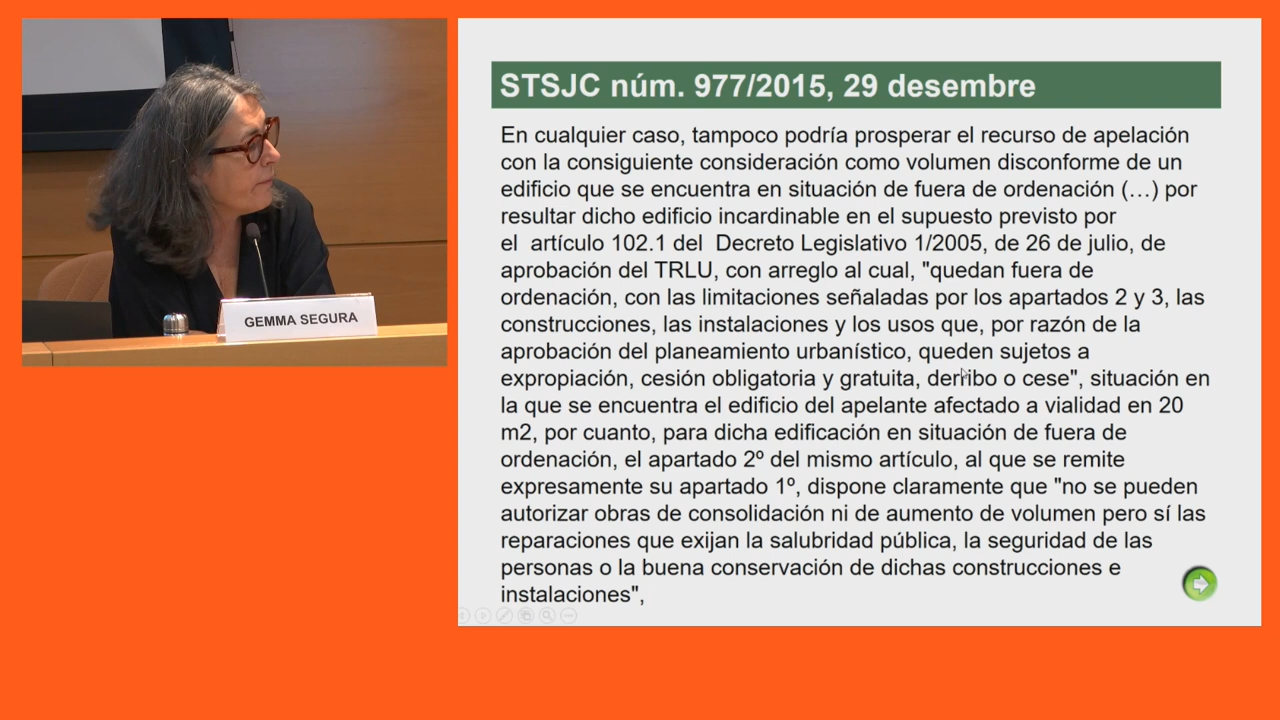 GEMMA SEGURA
STSJC núm. 977/2015, 29 desembre
En cualquier caso, tampoco podría prosperar el recurso de apelación
con la consiguiente consideración como volumen disconforme de un
edificio que se encuentra en situación de fuera de ordenación (…) por
resultar dicho edificio incardinable en el supuesto previsto por
el artículo 102.1 del Decreto Legislativo 1/2005, de 26 de julio, de
aprobación del TRLU, con arreglo al cual, "quedan fuera de
ordenación, con las limitaciones señaladas por los apartados 2 y 3, las
construcciones, las instalaciones y los usos que, por razón de la
aprobación del planeamiento urbanístico, queden sujetos a
expropiación, cesión obligatoria y gratuita, derribo o cese", situación en
la que se encuentra el edificio del apelante afectado a vialidad en 20
m2, por cuanto, para dicha edificación en situación de fuera de
ordenación, el apartado 2º del mismo artículo, al que se remite
expresamente su apartado 1º, dispone claramente que "no se pueden
autorizar obras de consolidación ni de aumento de volumen pero sí las
reparaciones que exijan la salubridad pública, la seguridad de las
personas o la buena conservación de dichas construcciones e
instalaciones",